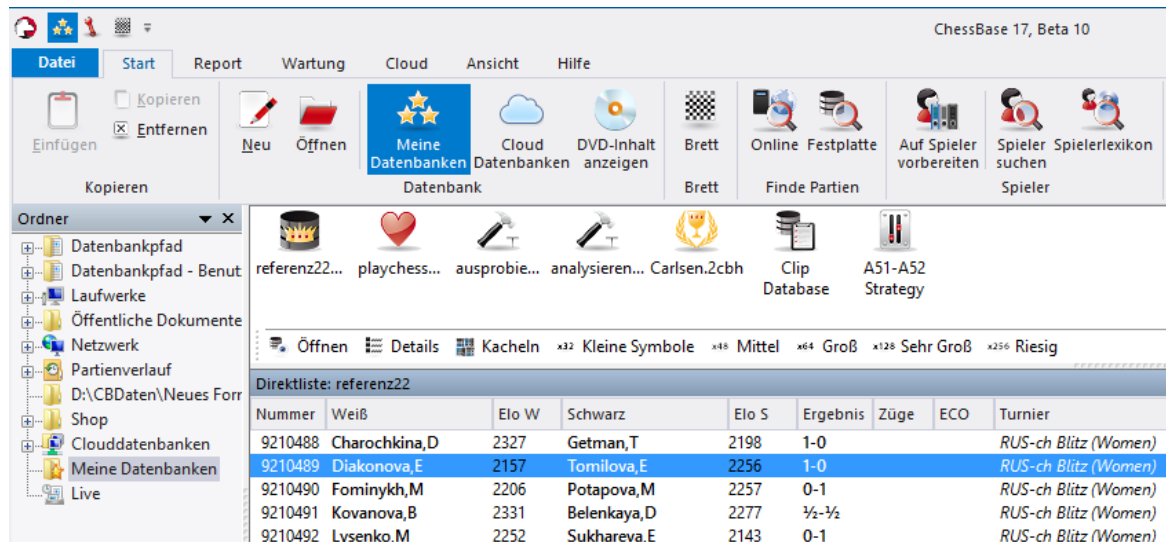 ChessBase 17, Beta 10
Datei Start Report Wartung Cloud Ansicht Hilfe
Einfügen
Kopieren
Entfernen
Neu
Öffnen
Meine
Datenbanken
Cloud
Datenbanken
DVD-Inhalt
anzeigen
Brett
Online
Festplatte
Auf Spieler
vorbereiten
Spieler
suchen
Spielerlexikon
Kopieren Datenbank Brett Finde Partien Spieler
Ordner
Datenbankpfad
Datenbankpfad - Benut
Laufwerke
Öffentliche Dokumente
Netzwerk
Partienverlauf
D:\CBDaten\Neues Forr
Shop
Clouddatenbanken
Meine Datenbanken
Live
referenz22...
playchess...
ausprobie...
analysieren...
Carlsen.2cbh
Clip
Database
A51-A52
Strategy
Öffnen Details Kacheln x32 Kleine Symbole x48 Mittel x64 Groß x128 Sehr Groß x256 Riesig
Direktliste: referenz22
Nummer Weiß Elo W Schwarz Elo S Ergebnis Züge ECO Turnier
9210488 Charochkina,D 2327 Getman,T 2198 1-0 RUS-ch Blitz (Women)
9210489 Diakonova,E 2157 Tomilova,E 2256 1-0 RUS-ch Blitz (Women)
9210490 Fominykh,M 2206 Potapova,M 2257 0-1 RUS-ch Blitz (Women)
9210491 Kovanova,B 2331 Belenkaya,D 2277 ½-½ RUS-ch Blitz (Women)
9210492 Lysenko,M 2252 Sukhareva,E 2143 0-1 RUS-ch Blitz (Women)